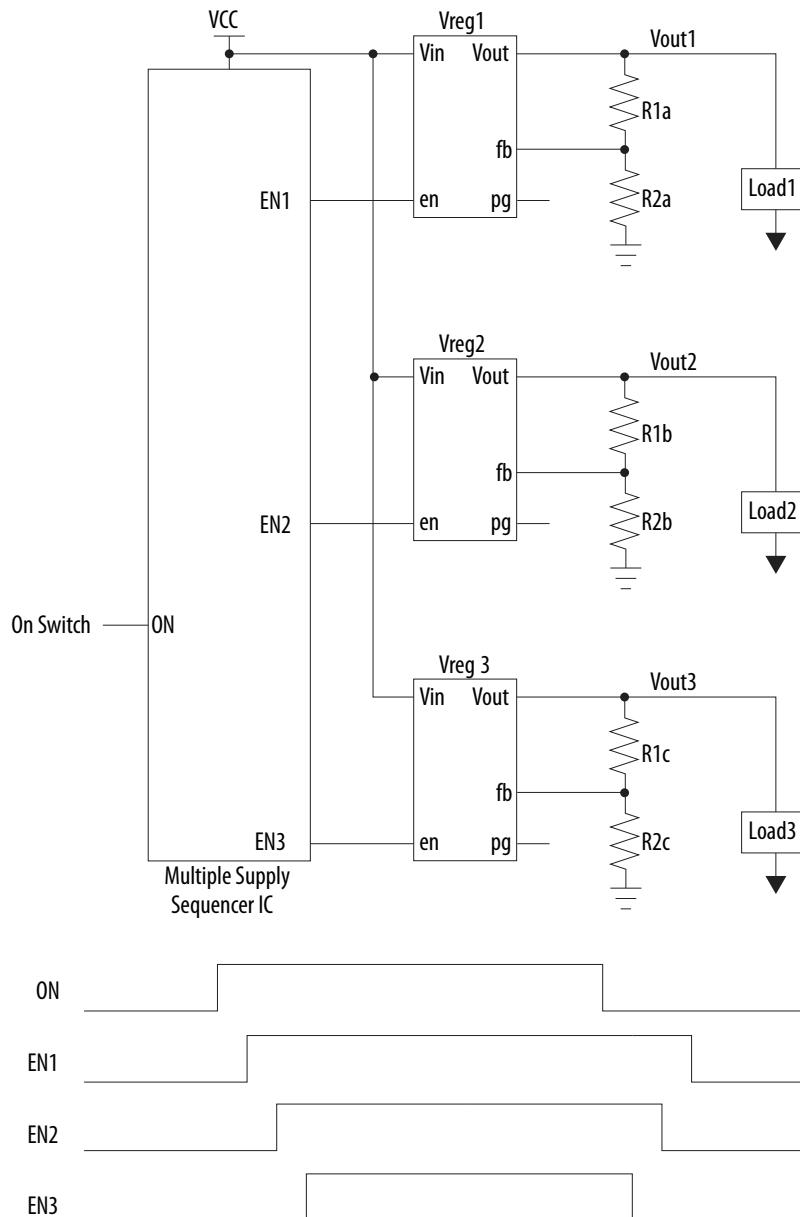 VCC
Vreg1
Vin Vout
Vout1
R1a
fb
Load1
EN1
en pg
R2a
Vreg2
Vin Vout
Vout2
R1b
fb
Load2
EN2
en pg
R2b
On Switch
ON
Vreg 3
Vin Vout
Vout3
R1c
fb
Load3
EN3
en pg
R2c
Multiple Supply
Sequencer IC
ON
EN1
EN2
EN3